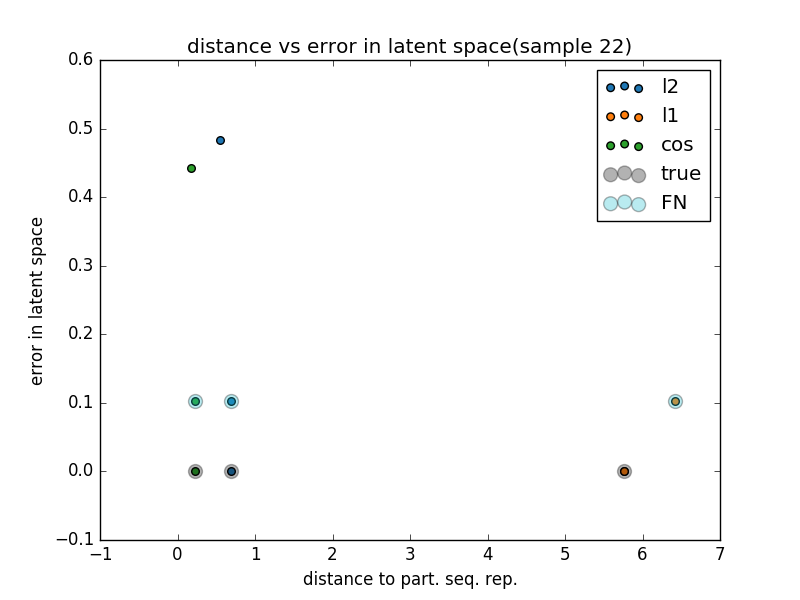 distance vs error in latent space(sample 22)
0.6
0.5
0.4
0.3
0.2
0.1
0.0
−0.1
error in latent space
l2
l1
cos
true
FN
−1 0 1 2 3 4 5 6 7
distance to part. seq. rep.